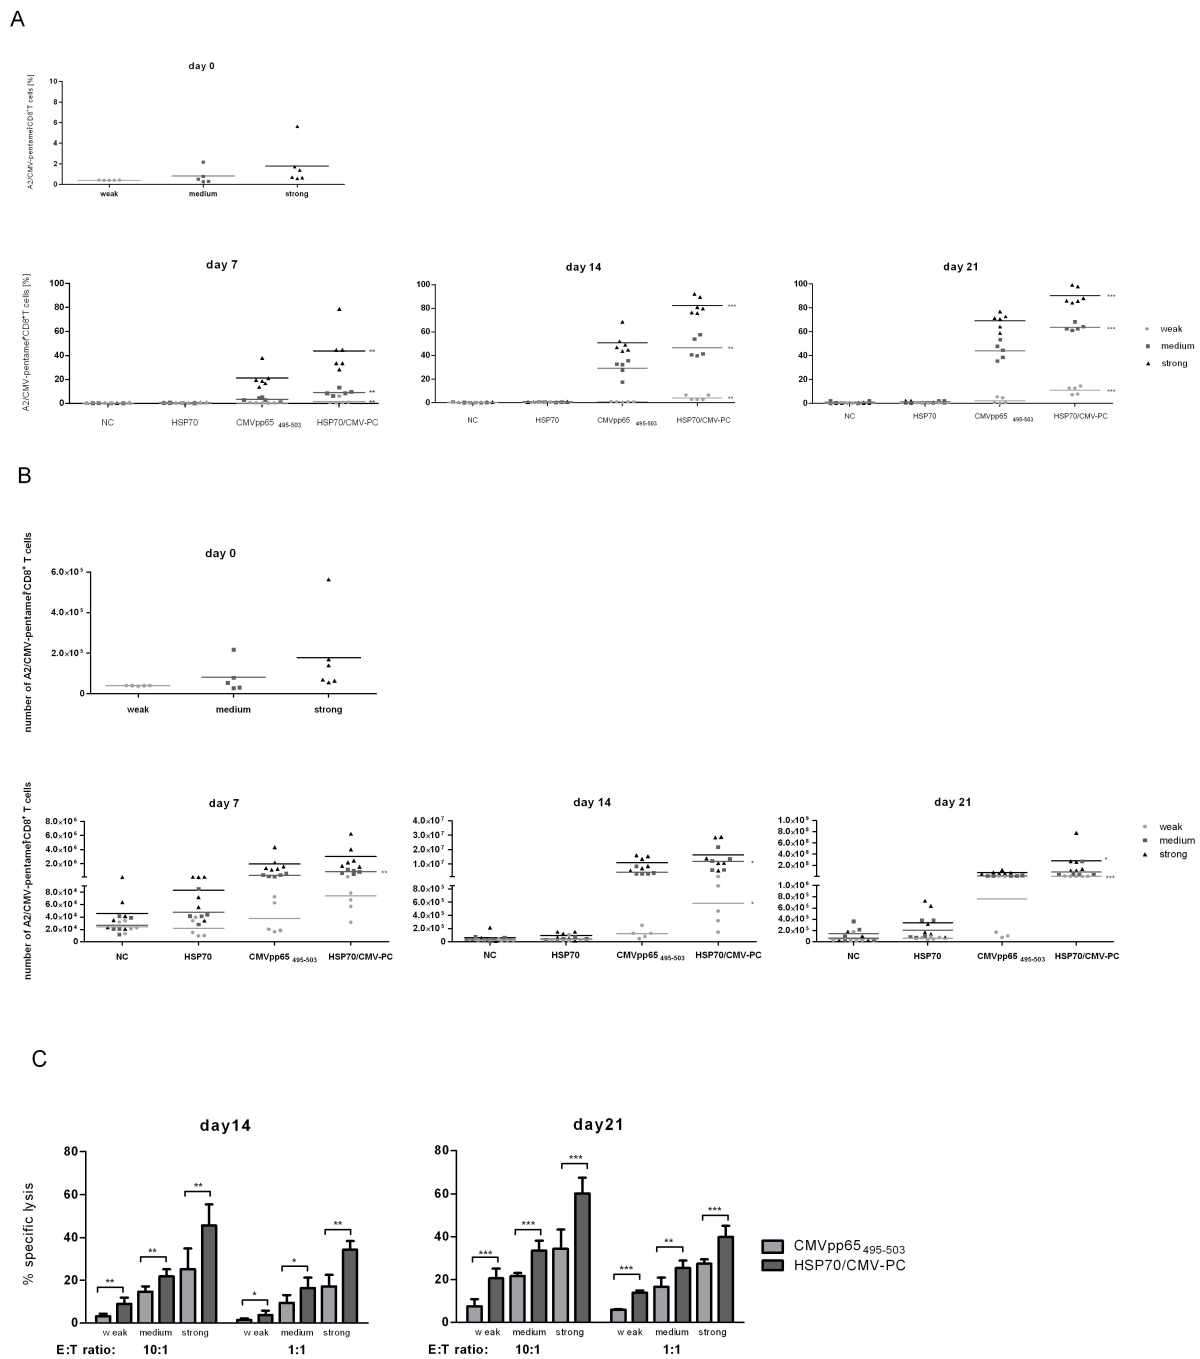 A
day 0
A2/CMV-pentamer⁺CD8⁺T cells [%]
10
8
6
4
2
0
weak medium strong
day 7 day 14 day 21
A2/CMV-pentamer⁺CD8⁺T cells [%]
100 100 100
80 80 80
60 60 60
40 40 40
20 20 20
0 0 0
** ** **
*** ** **
*** *** ***
NC HSP70 CMVpp65 495-503 HSP70/CMV-PC
NC HSP70 CMVpp65 495-503 HSP70/CMV-PC
NC HSP70 CMVpp65 495-503 HSP70/CMV-PC
weak
medium
strong
B
day 0
number of A2/CMV-pentamer⁺CD8⁺ T cells
6.0×10⁵
4.0×10⁵
2.0×10⁵
0
weak medium strong
day 7 day 14 day 21
number of A2/CMV-pentamer⁺CD8⁺ T cells
8.0×10⁶ 4.0×10⁷ 1.0×10⁹
6.0×10⁶ 3.0×10⁷ 8.0×10⁸
4.0×10⁶ 2.0×10⁷ 6.0×10⁸
2.0×10⁶ 1.0×10⁷ 4.0×10⁸
2.0×10⁸
8.0×10⁴ 8.0×10⁵ 1.0×10⁶
6.0×10⁴ 6.0×10⁵ 8.0×10⁵
4.0×10⁴ 4.0×10⁵ 6.0×10⁵
2.0×10⁴ 2.0×10⁵ 4.0×10⁵
2.0×10⁵
0 0 0
**
* *
* ***
NC HSP70 CMVpp65 495-503 HSP70/CMV-PC
NC HSP70 CMVpp65 495-503 HSP70/CMV-PC
NC HSP70 CMVpp65 495-503 HSP70/CMV-PC
weak
medium
strong
C
day14 day21
% specific lysis
80 80
60 60
40 40
20 20
0 0
** ** ** * * **
*** *** *** *** ** ***
weak medium strong weak medium strong
weak medium strong weak medium strong
E:T ratio: 10:1 1:1
E:T ratio: 10:1 1:1
CMVpp65 495-503
HSP70/CMV-PC